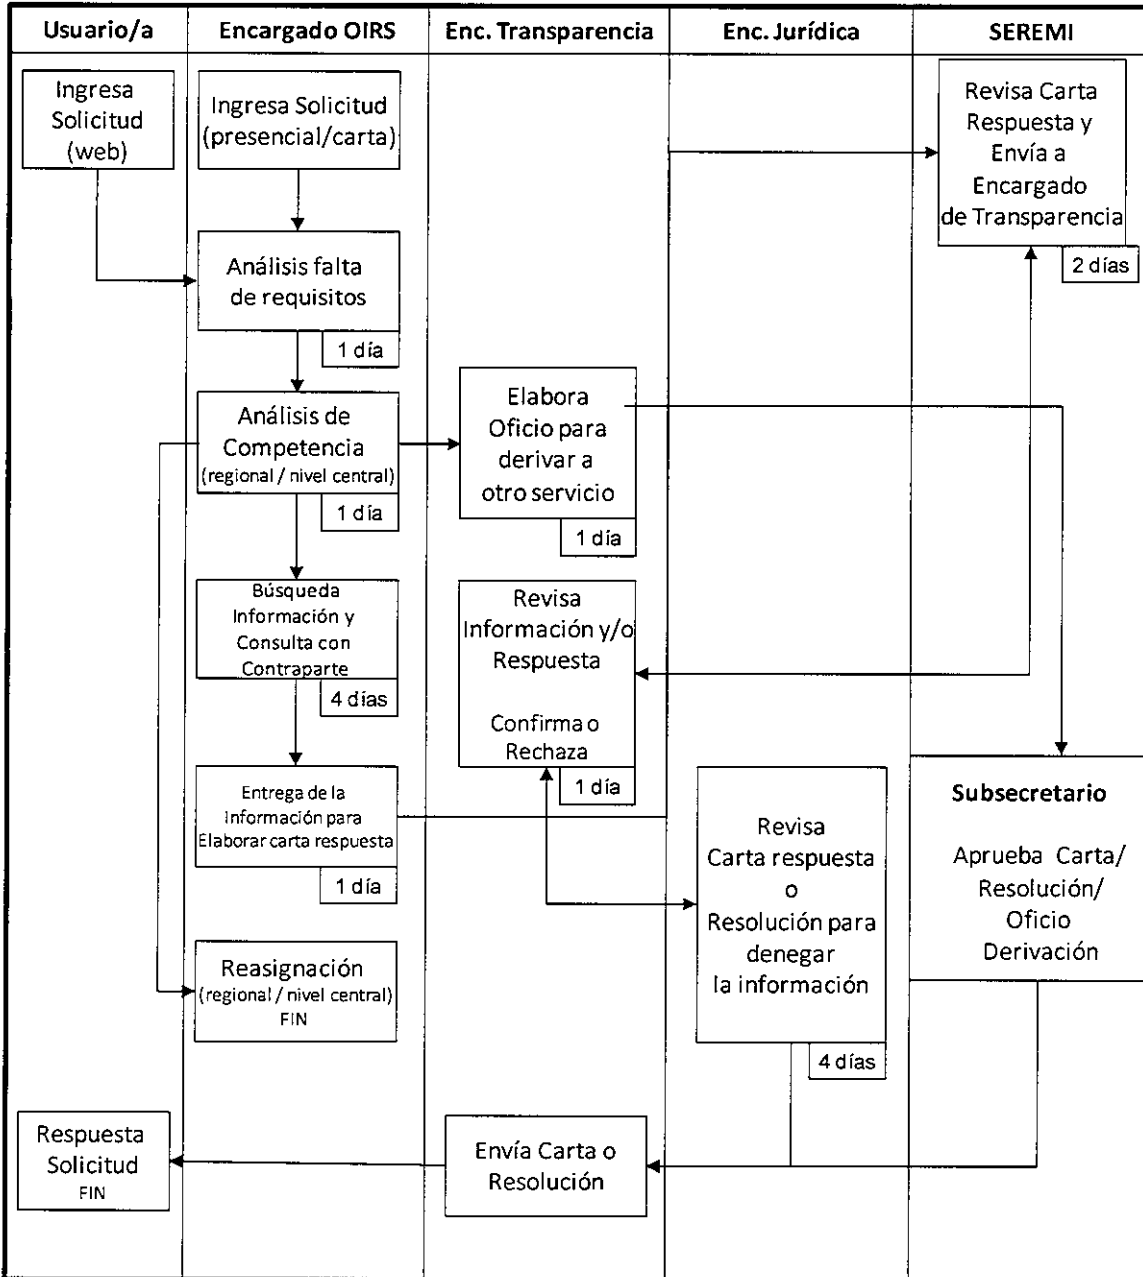 Usuario/a
Encargado OIRS
Enc. Transparencia
Enc. Jurídica
SEREMI
Ingresa
Solicitud
(web)
Ingresa Solicitud
(presencial/carta)
Revisa Carta
Respuesta y
Envía a
Encargado
de Transparencia
2 días
Análisis falta
de requisitos
1 día
Análisis de
Competencia
(regional / nivel central)
1 día
Elabora
Oficio para
derivar a
otro servicio
1 día
Búsqueda
Información y
Consulta con
Contraparte
4 días
Revisa
Información y/o
Respuesta
Confirma o
Rechaza
1 día
Entrega de la
Información para
Elaborar carta respuesta
1 día
Revisa
Carta respuesta
o
Resolución para
denegar
la información
4 días
Subsecretario
Aprueba Carta/
Resolución/
Oficio
Derivación
Reasignación
(regional / nivel central)
FIN
Respuesta
Solicitud
FIN
Envía Carta o
Resolución